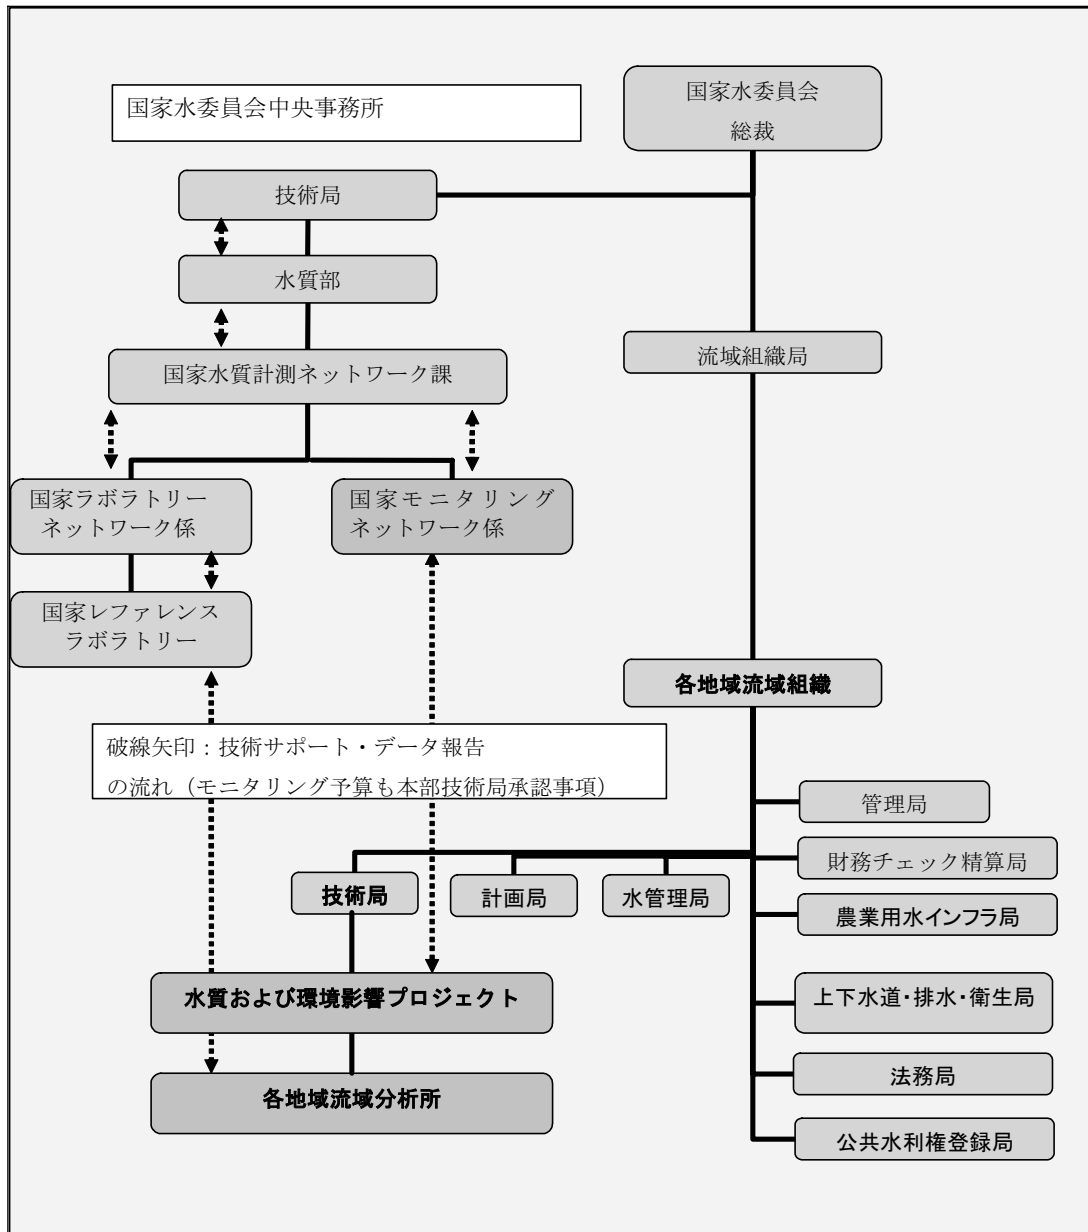 国家水委員会中央事務所
国家水委員会
総裁
技術局
水質部
国家水質計測ネットワーク課
流域組織局
国家ラボラトリー
ネットワーク係
国家モニタリング
ネットワーク係
国家レファレンス
ラボラトリー
各地域流域組織
破線矢印：技術サポート・データ報告
の流れ（モニタリング予算も本部技術局承認事項）
管理局
財務チェック精算局
技術局
計画局
水管理局
農業用水インフラ局
水質および環境影響プロジェクト
上下水道・排水・衛生局
各地域流域分析所
法務局
公共水利権登録局